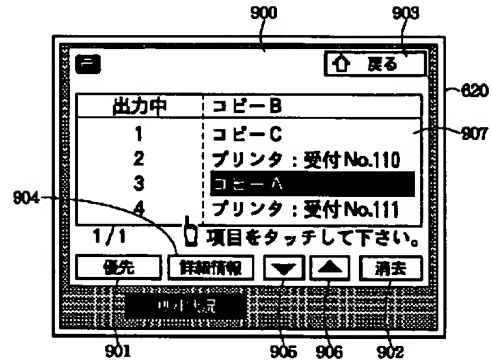 900
903
戻る
620
出力中 コピーB
907
1 コピーC
2 プリンタ:受付No.110
3 コピーA
904
4 プリンタ:受付No.111
1/1 項目をタッチして下さい。
優先 詳細情報 消去
901 905 906 902